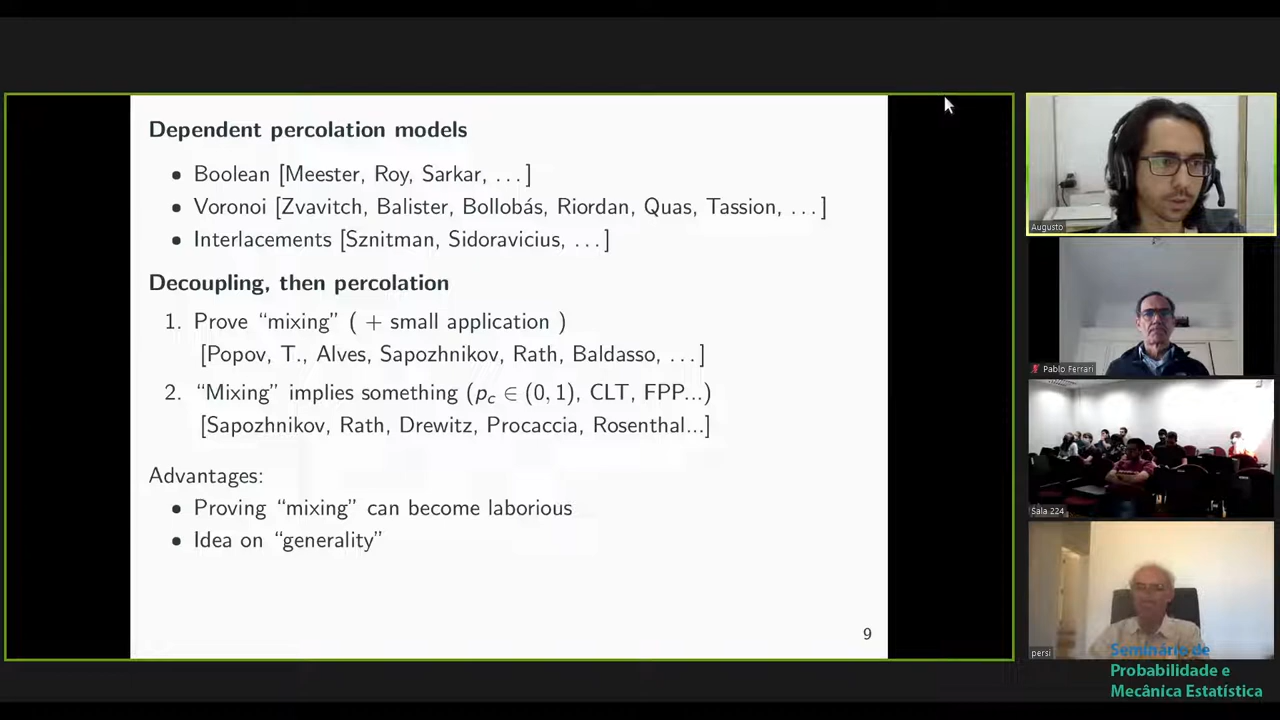 Dependent percolation models
• Boolean [Meester, Roy, Sarkar, ...]
• Voronoi [Zvavitch, Balister, Bollobás, Riordan, Quas, Tassion, ...]
• Interlacements [Sznitman, Sidoravicius, ...]
Decoupling, then percolation
1. Prove “mixing” ( + small application )
[Popov, T., Alves, Sapozhnikov, Rath, Baldasso, ...]
2. “Mixing” implies something (p_c ∈ (0, 1), CLT, FPP...)
[Sapozhnikov, Rath, Drewitz, Procaccia, Rosenthal...]
Advantages:
• Proving “mixing” can become laborious
• Idea on “generality”
9
Augusto
Pablo Ferrari
Sala 224
persi
Seminário de
Probabilidade e
Mecânica Estatística